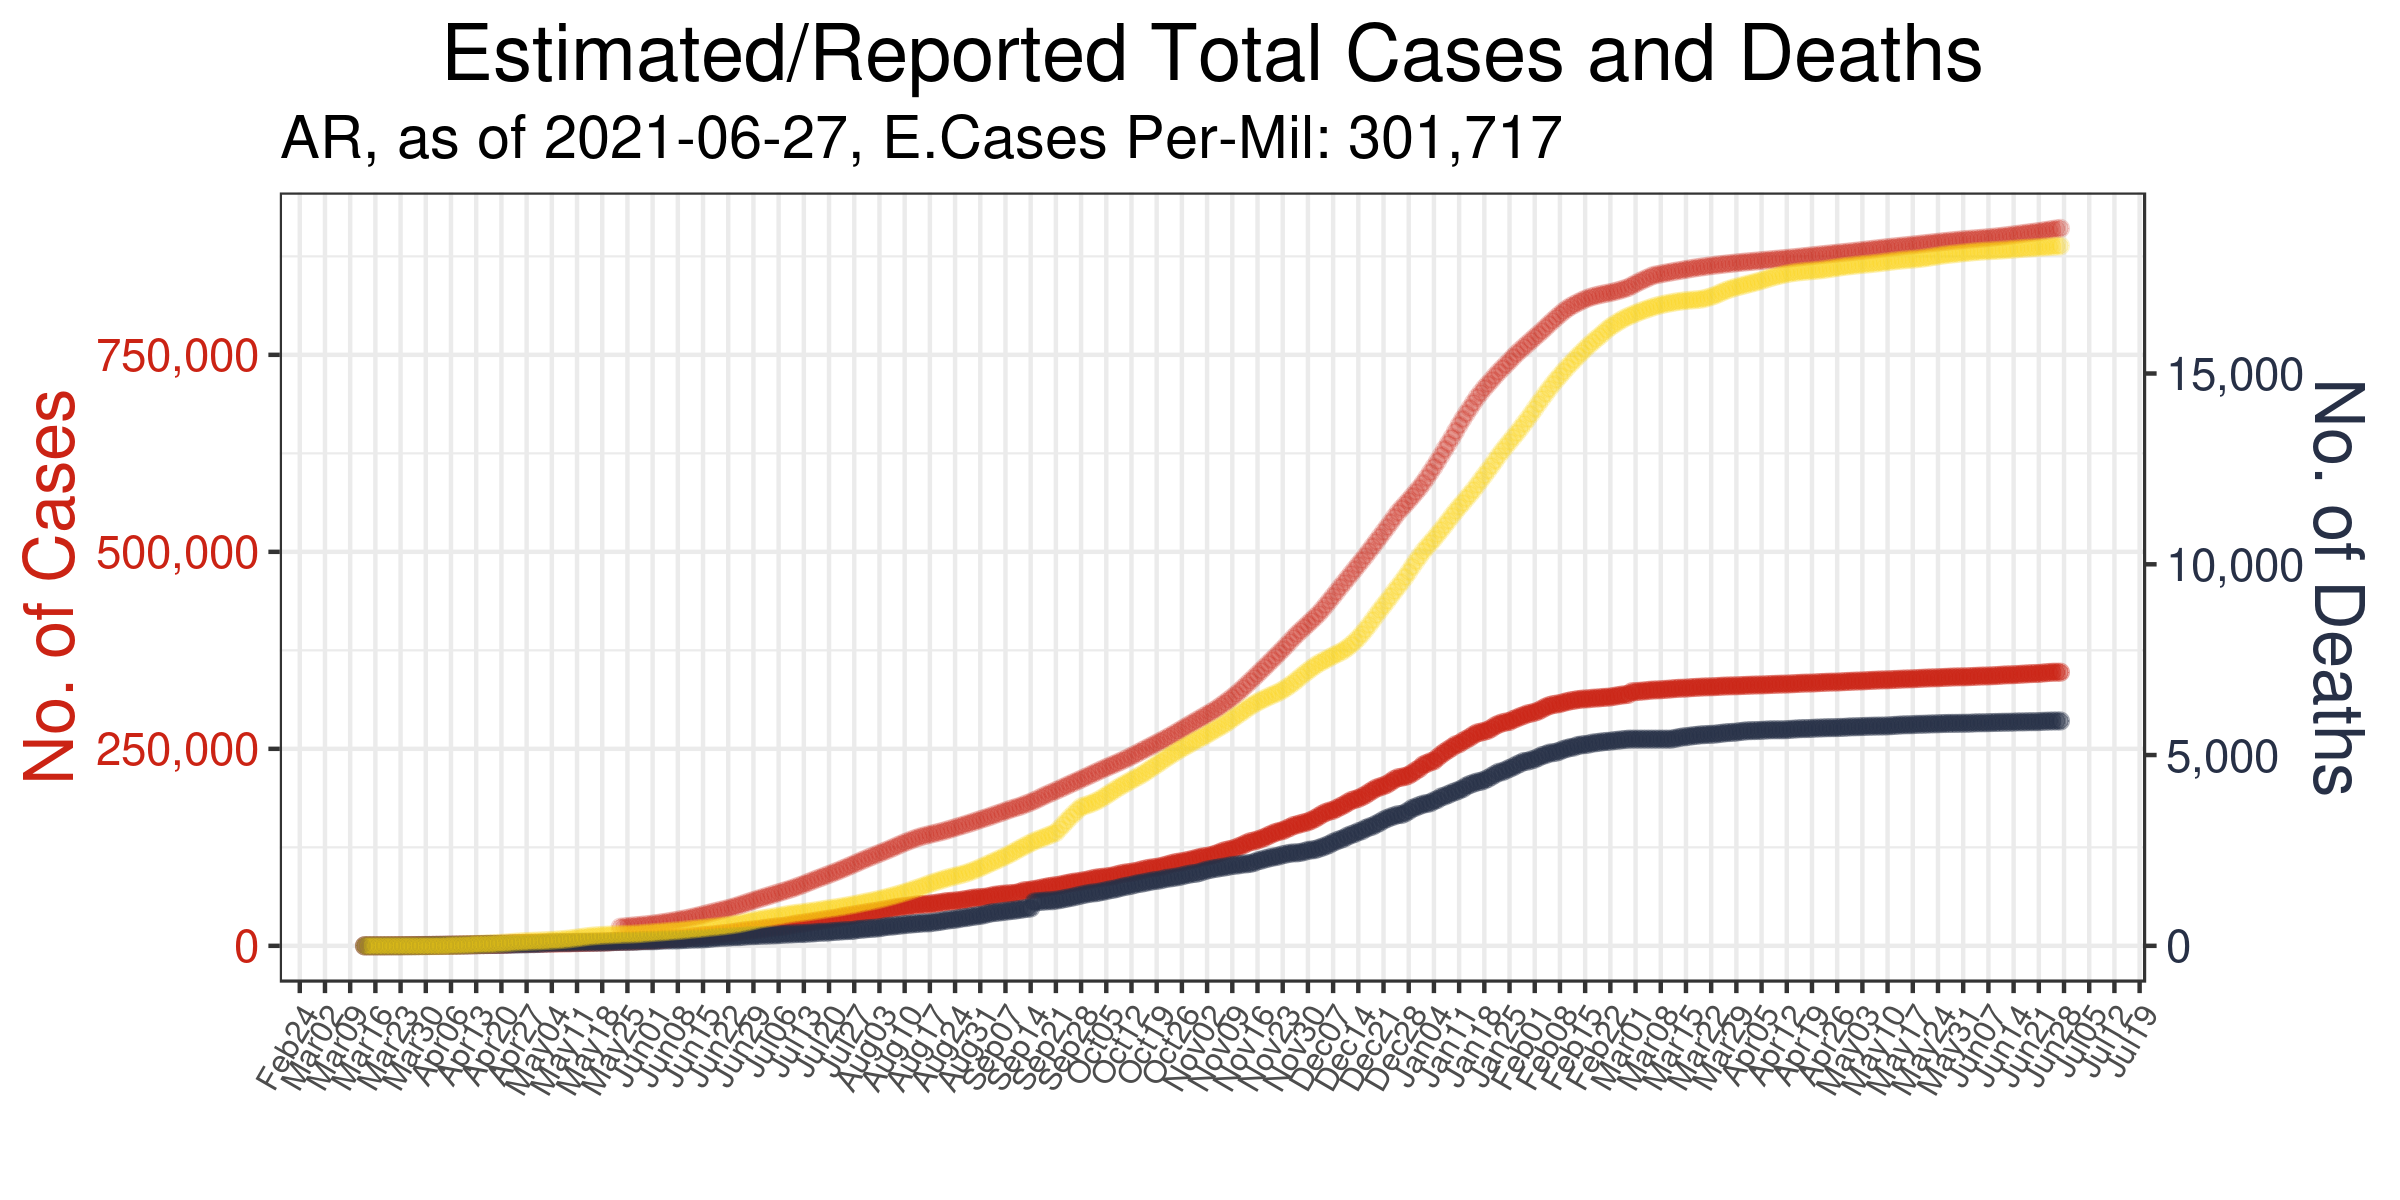 Estimated/Reported Total Cases and Deaths
AR, as of 2021-06-27, E.Cases Per-Mil: 301,717
No. of Cases
750,000
500,000
250,000
0
15,000
10,000
5,000
0
No. of Deaths
Feb24
Mar02
Mar09
Mar16
Mar23
Mar30
Apr06
Apr13
Apr20
Apr27
May04
May11
May18
May25
Jun01
Jun08
Jun15
Jun22
Jun29
Jul06
Jul13
Jul20
Jul27
Aug03
Aug10
Aug17
Aug24
Aug31
Sep07
Sep14
Sep21
Sep28
Oct05
Oct12
Oct19
Oct26
Nov02
Nov09
Nov16
Nov23
Nov30
Dec07
Dec14
Dec21
Dec28
Jan04
Jan11
Jan18
Jan25
Feb01
Feb08
Feb15
Feb22
Mar01
Mar08
Mar15
Mar22
Mar29
Apr05
Apr12
Apr19
Apr26
May03
May10
May17
May24
May31
Jun07
Jun14
Jun21
Jun28
Jul05
Jul12
Jul19